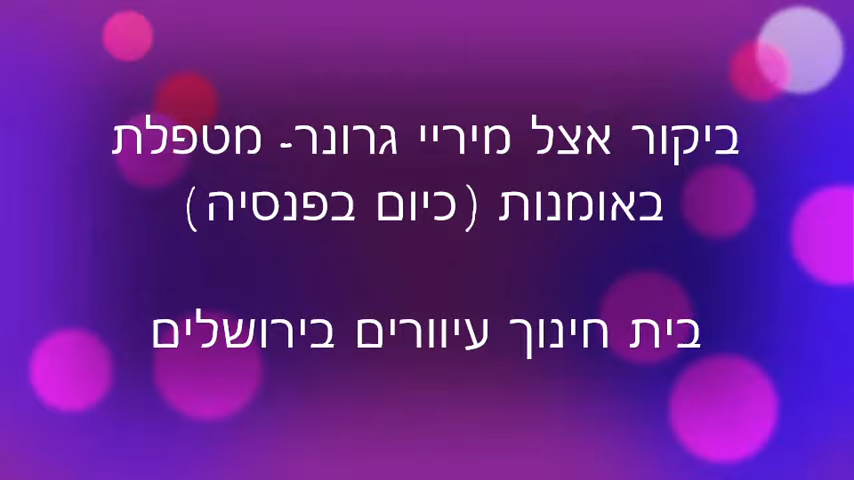 ביקור אצל מיריי גרונר- מטפלת
באומנות (כיום בפנסיה)
בית חינוך עיוורים בירושלים